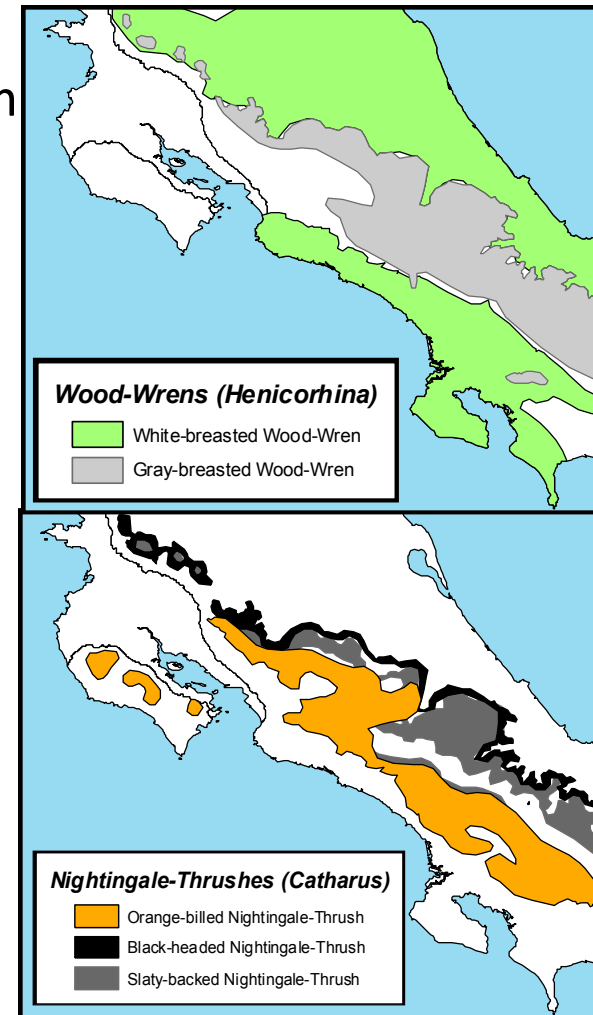 n
Wood-Wrens (Henicorhina)
White-breasted Wood-Wren
Gray-breasted Wood-Wren
Nightingale-Thrushes (Catharus)
Orange-billed Nightingale-Thrush
Black-headed Nightingale-Thrush
Slaty-backed Nightingale-Thrush